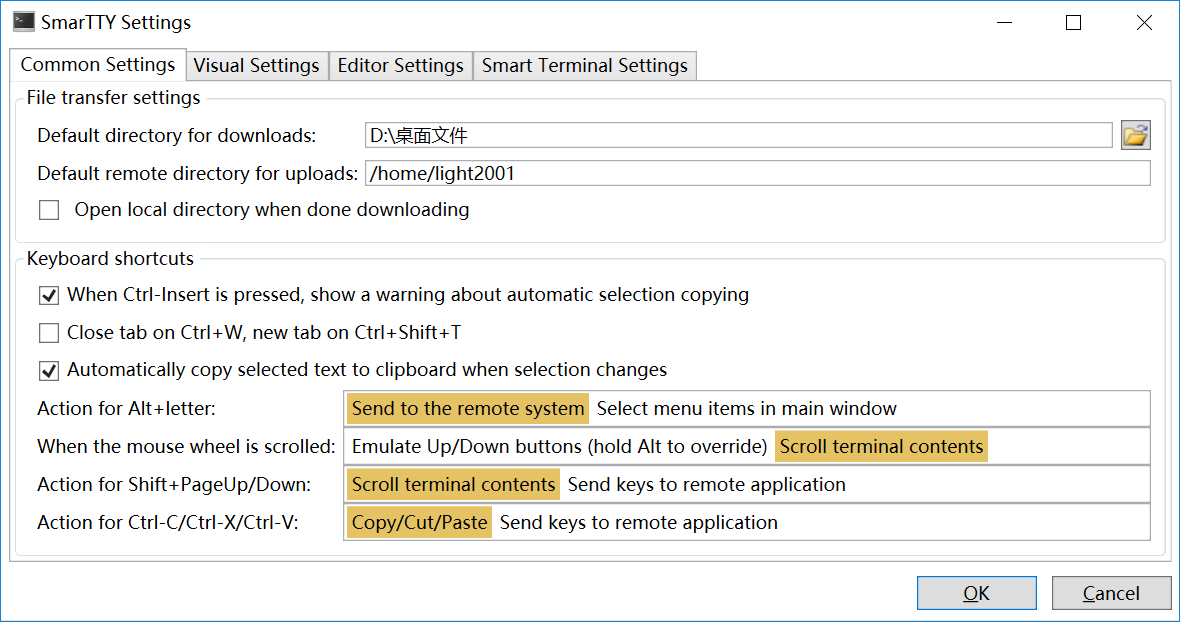 SmarTTY Settings
Common Settings Visual Settings Editor Settings Smart Terminal Settings
File transfer settings
Default directory for downloads: D:\桌面文件
Default remote directory for uploads: /home/light2001
Open local directory when done downloading
Keyboard shortcuts
When Ctrl-Insert is pressed, show a warning about automatic selection copying
Close tab on Ctrl+W, new tab on Ctrl+Shift+T
Automatically copy selected text to clipboard when selection changes
Action for Alt+letter: Send to the remote system Select menu items in main window
When the mouse wheel is scrolled: Emulate Up/Down buttons (hold Alt to override) Scroll terminal contents
Action for Shift+PageUp/Down: Scroll terminal contents Send keys to remote application
Action for Ctrl-C/Ctrl-X/Ctrl-V: Copy/Cut/Paste Send keys to remote application
OK Cancel